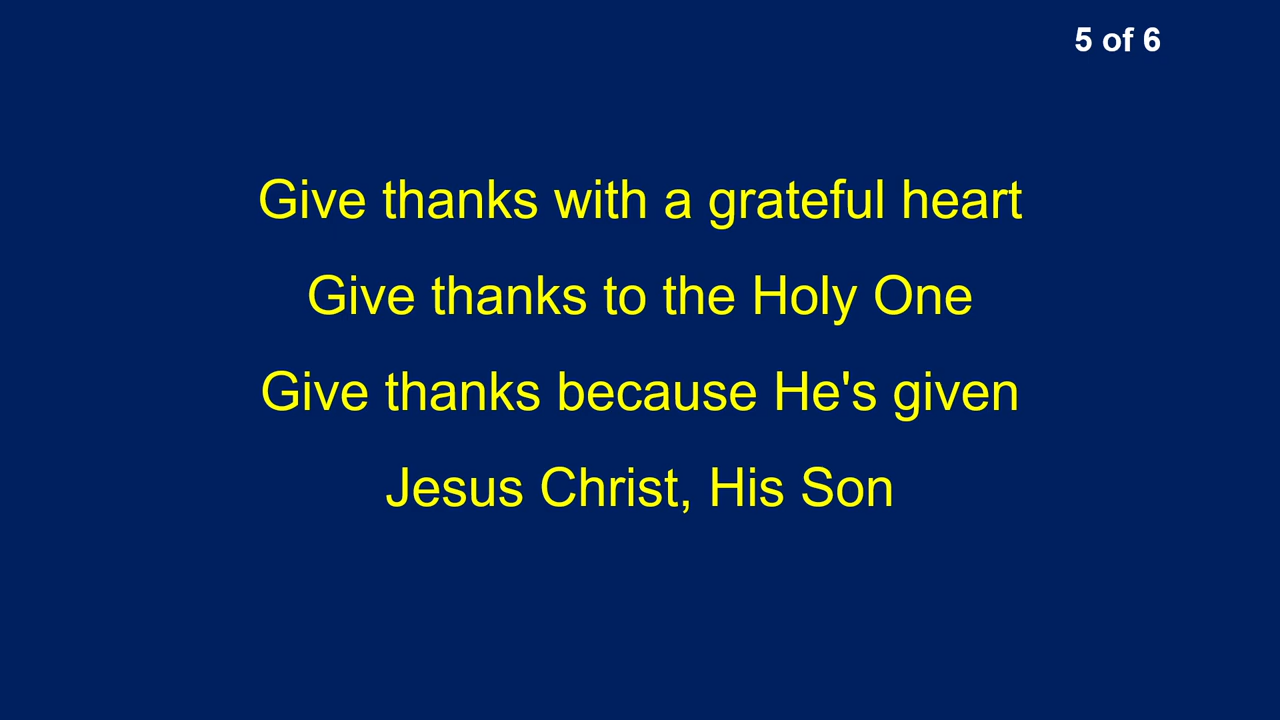 5 of 6
Give thanks with a grateful heart
Give thanks to the Holy One
Give thanks because He's given
Jesus Christ, His Son